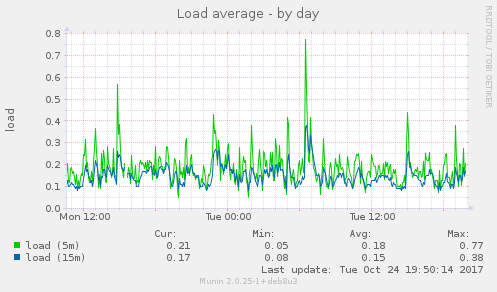 Load average - by day
RRDTOOL / TOBI OETIKER
load
0.8
0.7
0.6
0.5
0.4
0.3
0.2
0.1
0.0
Mon 12:00 Tue 00:00 Tue 12:00
Cur: Min: Avg: Max:
load (5m) 0.21 0.05 0.18 0.77
load (15m) 0.17 0.08 0.15 0.38
Last update: Tue Oct 24 19:50:14 2017
Munin 2.0.25-1+deb8u3